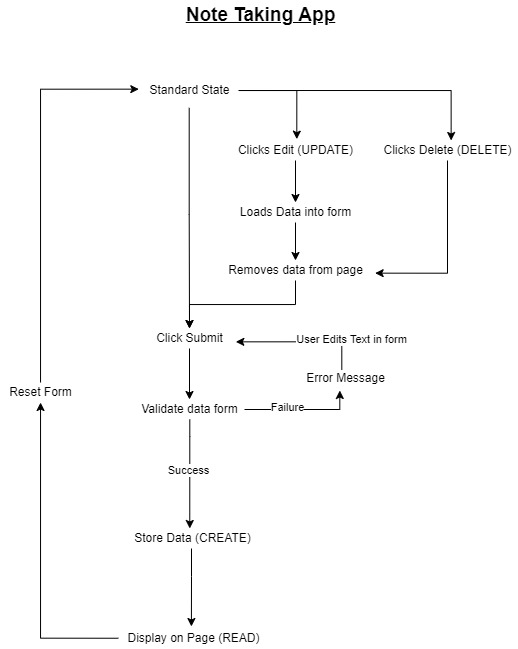 Note Taking App
Standard State
Clicks Edit (UPDATE)
Clicks Delete (DELETE)
Loads Data into form
Removes data from page
Click Submit
User Edits Text in form
Error Message
Reset Form
Validate data form
Failure
Success
Store Data (CREATE)
Display on Page (READ)